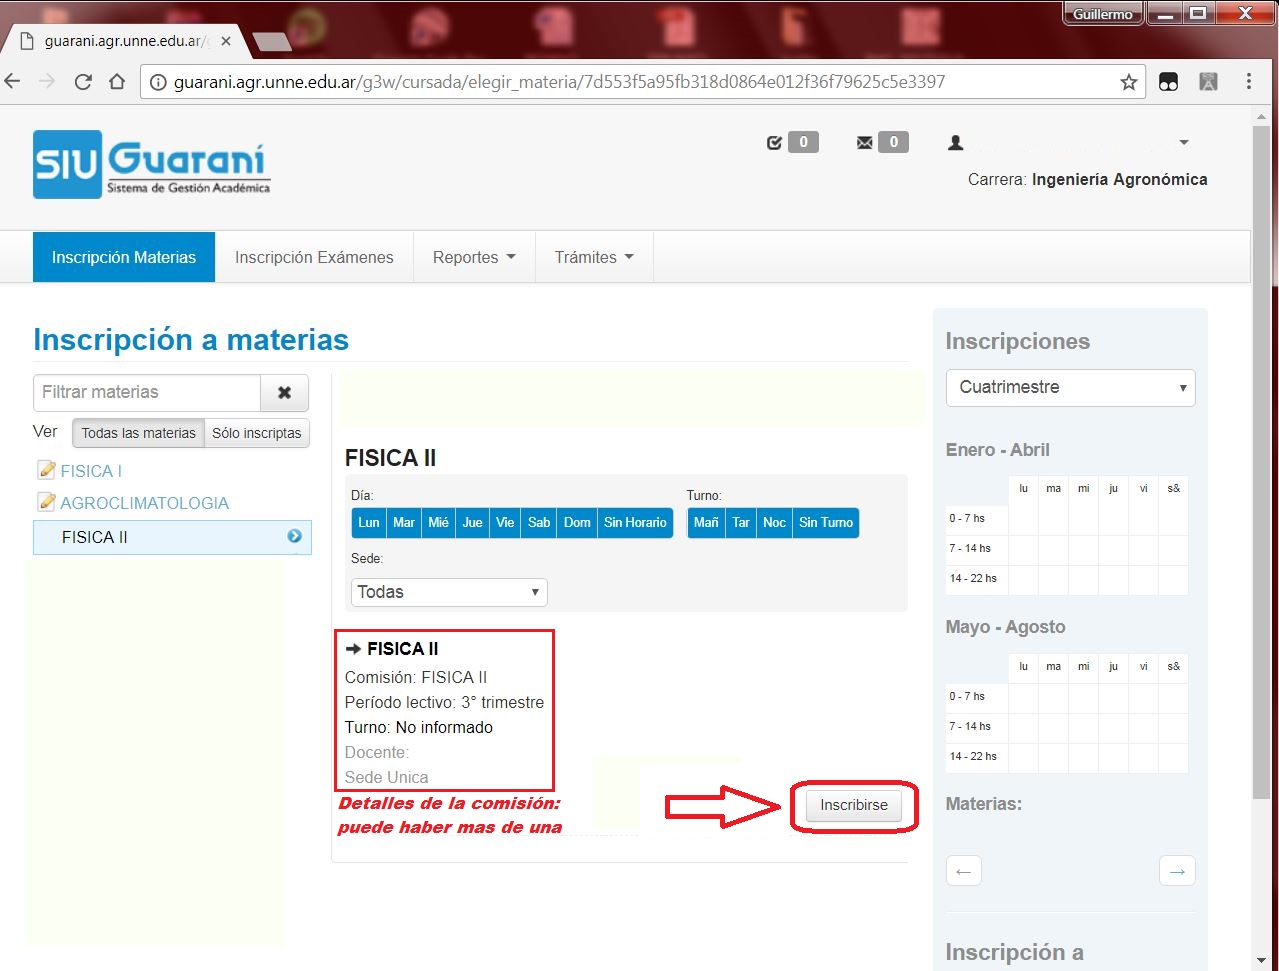 Guillermo
guarani.agr.unne.edu.ar/
guarani.agr.unne.edu.ar/g3w/cursada/elegir_materia/7d553f5a95fb318d0864e012f36f79625c5e3397
SIU Guaraní
Sistema de Gestión Académica
0
0
Carrera: Ingeniería Agronómica
Inscripción Materias
Inscripción Exámenes
Reportes
Trámites
Inscripción a materias
Filtrar materias
Ver Todas las materias Sólo inscriptas
FISICA I
AGROCLIMATOLOGIA
FISICA II
FISICA II
Día:
Lun Mar Mié Jue Vie Sab Dom Sin Horario
Turno:
Mañ Tar Noc Sin Turno
Sede:
Todas
FISICA II
Comisión: FISICA II
Período lectivo: 3° trimestre
Turno: No informado
Docente:
Sede Unica
Detalles de la comisión:
puede haber mas de una
Inscribirse
Inscripciones
Cuatrimestre
Enero - Abril
lu ma mi ju vi s&
0 - 7 hs
7 - 14 hs
14 - 22 hs
Mayo - Agosto
lu ma mi ju vi s&
0 - 7 hs
7 - 14 hs
14 - 22 hs
Materias:
← →
Inscripción a